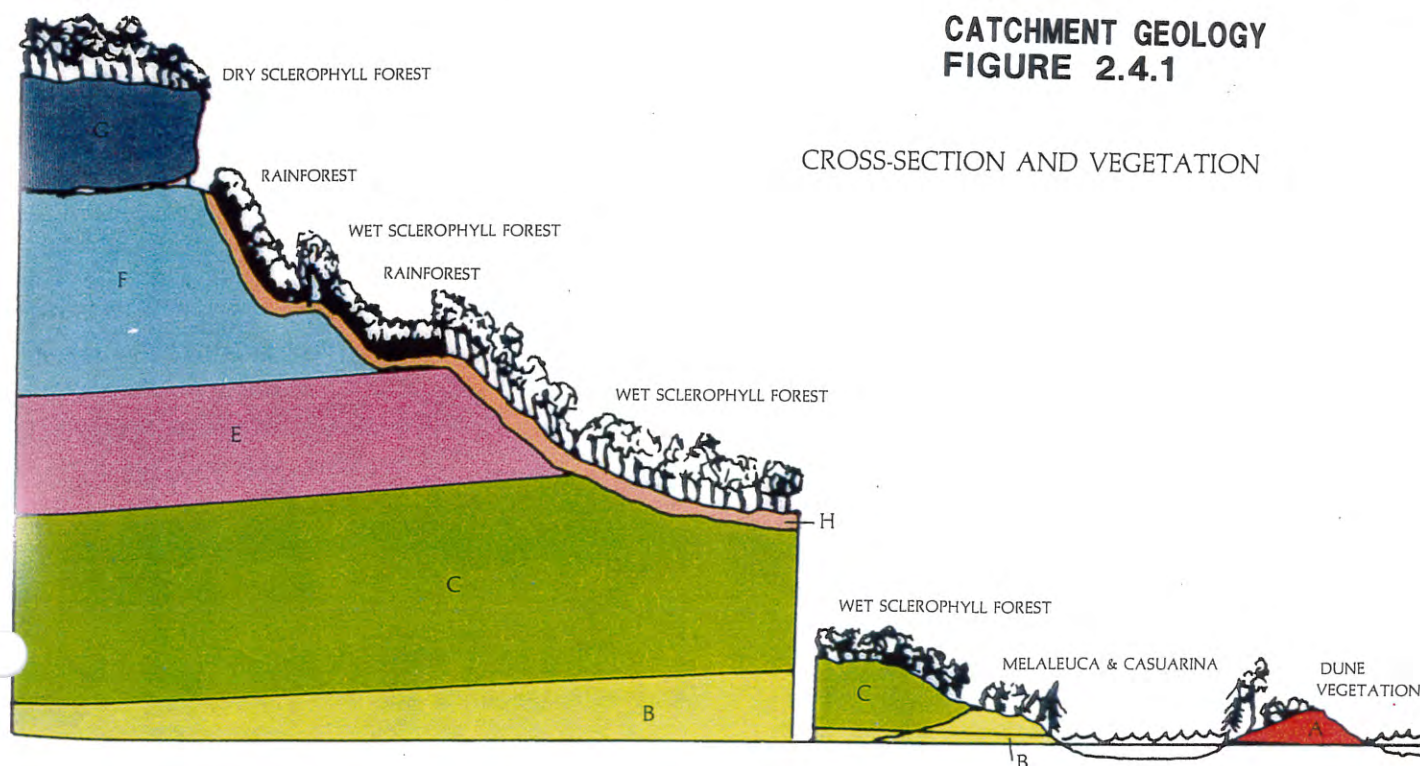 CATCHMENT GEOLOGY
FIGURE 2.4.1
CROSS-SECTION AND VEGETATION
DRY SCLEROPHYLL FOREST
G
RAINFOREST
WET SCLEROPHYLL FOREST
F
RAINFOREST
WET SCLEROPHYLL FOREST
E
H
C
WET SCLEROPHYLL FOREST
MELALEUCA & CASUARINA
DUNE
VEGETATION
C
B
A
B